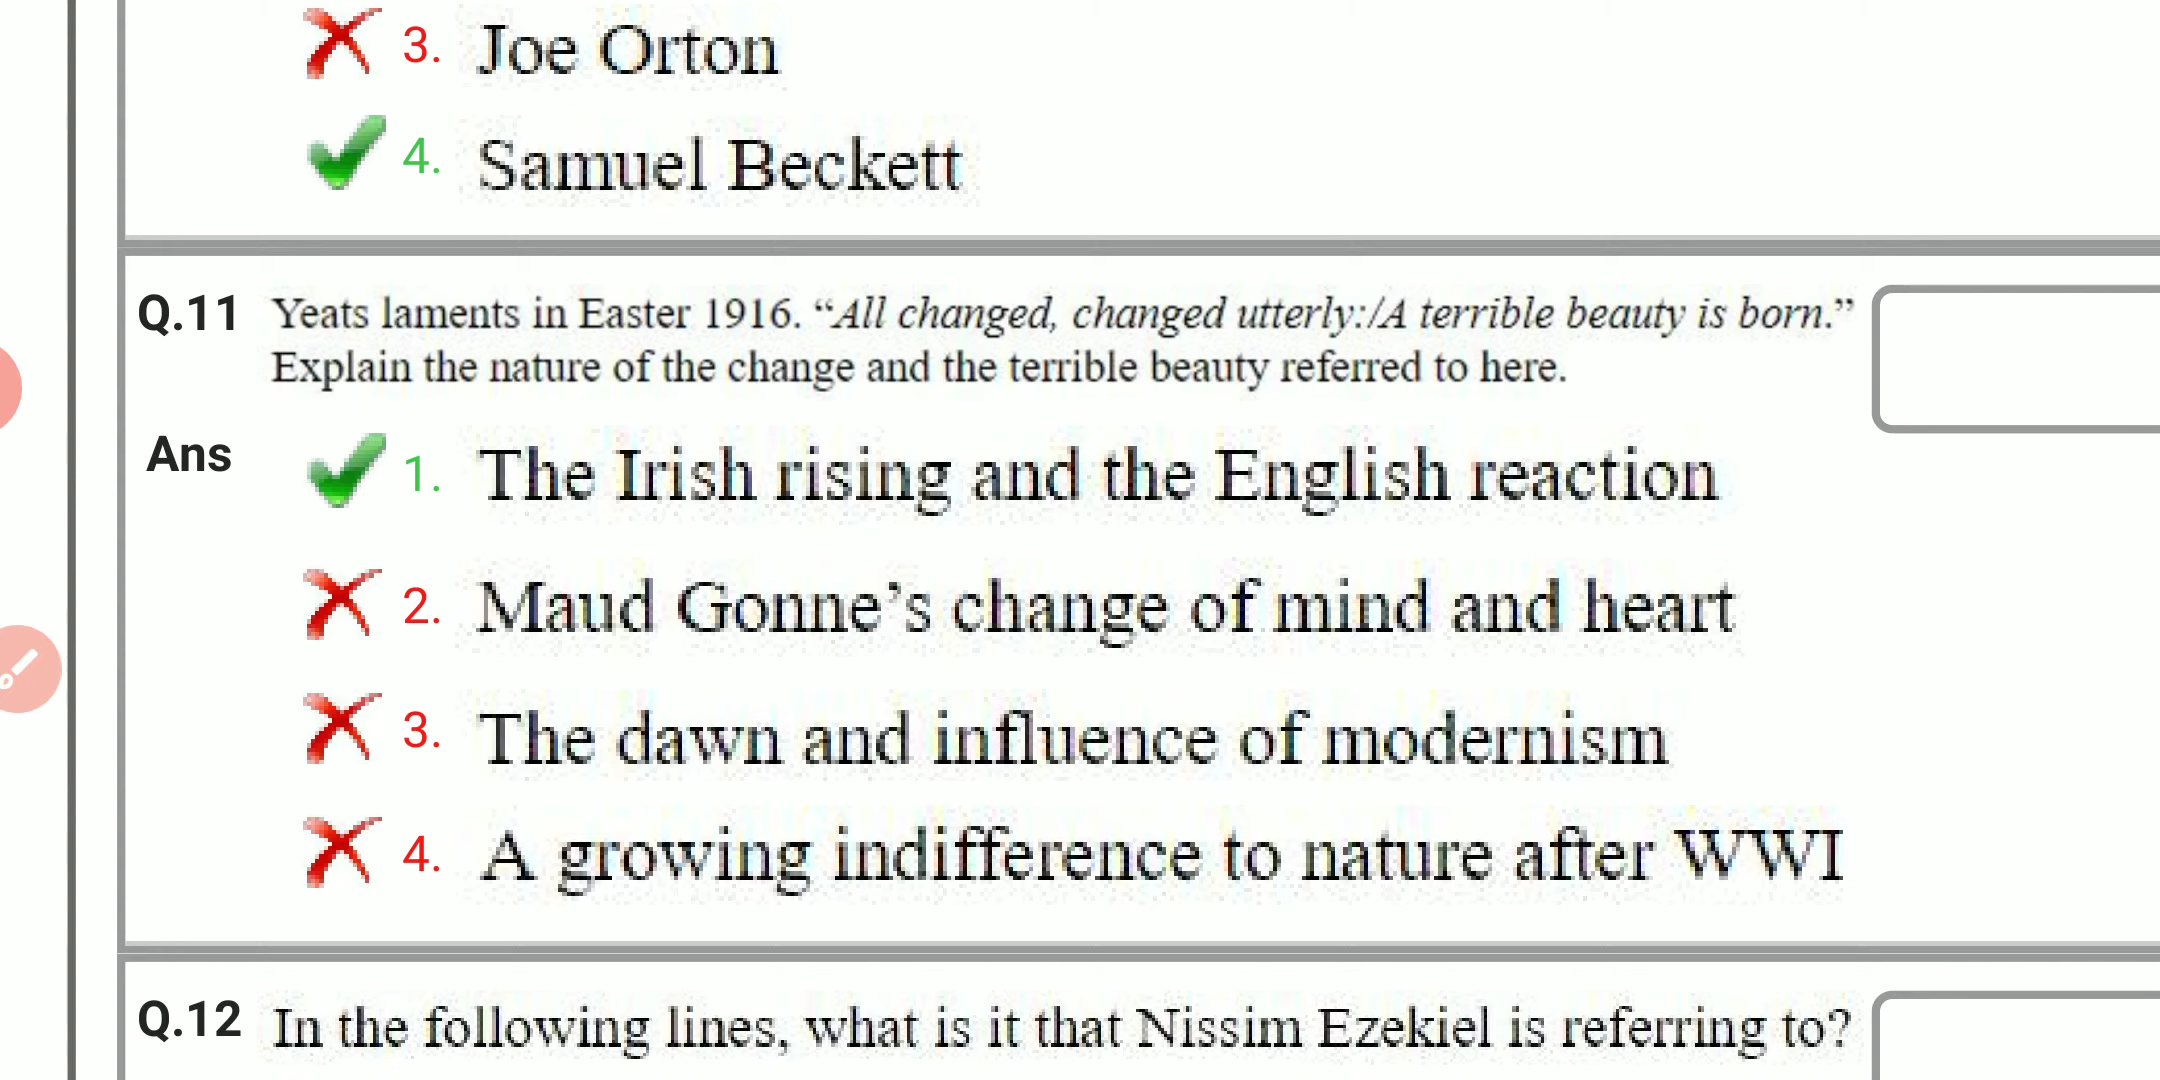 3. Joe Orton
4. Samuel Beckett
Q.11 Yeats laments in Easter 1916. “All changed, changed utterly:/A terrible beauty is born.”
Explain the nature of the change and the terrible beauty referred to here.
Ans 1. The Irish rising and the English reaction
2. Maud Gonne’s change of mind and heart
3. The dawn and influence of modernism
4. A growing indifference to nature after WWI
Q.12 In the following lines, what is it that Nissim Ezekiel is referring to?